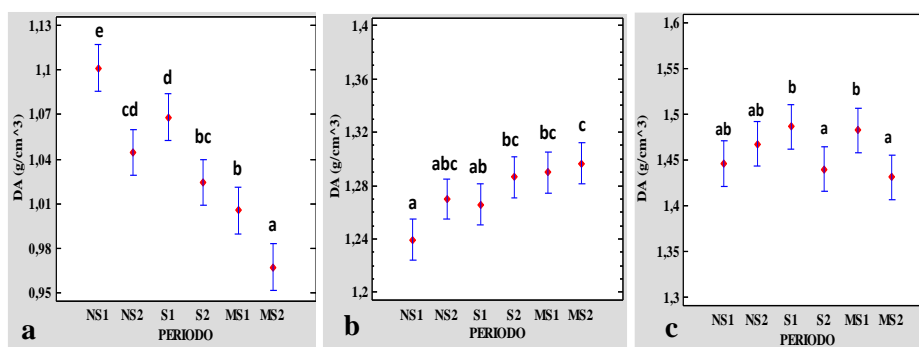 1,13
1,1
1,07
1,04
1,01
0,98
0,95
DA (g/cm^3)
e
cd
d
bc
b
a
NS1 NS2 S1 S2 MS1 MS2
PERIODO
a
1,4
1,36
1,32
1,28
1,24
1,2
DA (g/cm^3)
a
abc
ab
bc
bc
c
NS1 NS2 S1 S2 MS1 MS2
PERIODO
b
1,6
1,55
1,5
1,45
1,4
1,35
1,3
DA (g/cm^3)
ab
ab
b
a
b
a
NS1 NS2 S1 S2 MS1 MS2
PERIODO
c